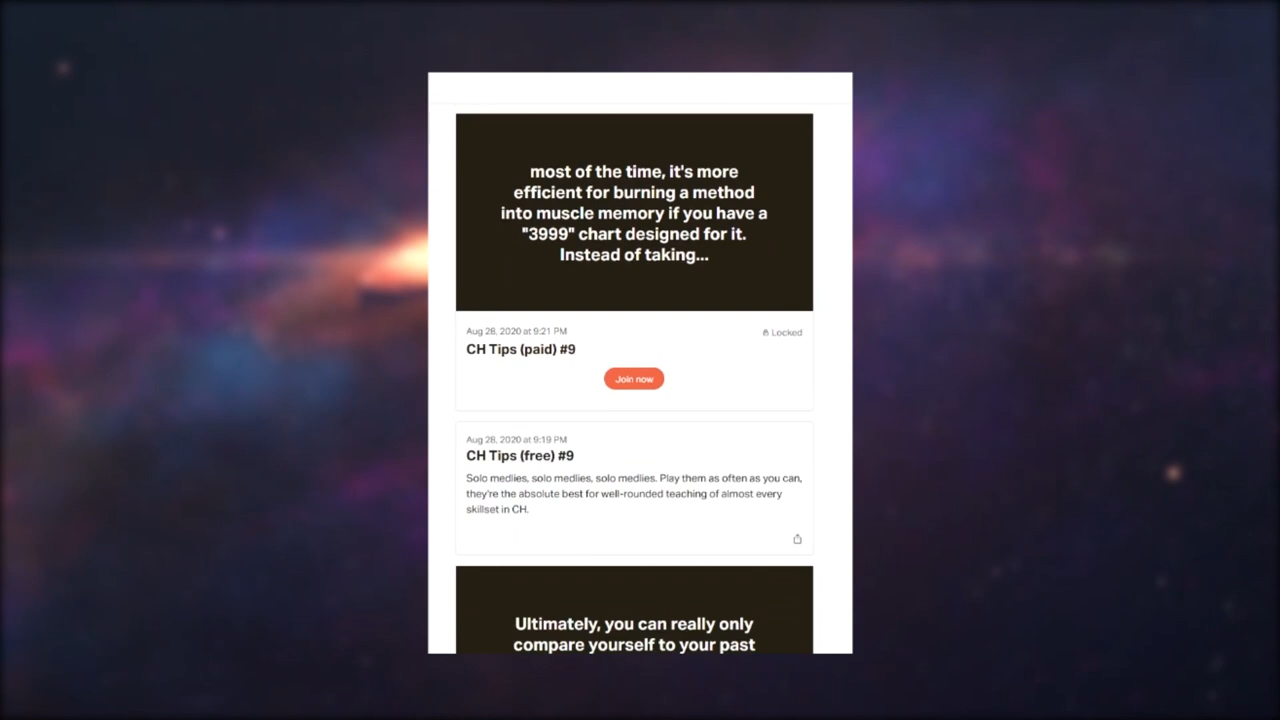 most of the time, it's more
efficient for burning a method
into muscle memory if you have a
"3999" chart designed for it.
Instead of taking...
Aug 28, 2020 at 9:21 PM
Locked
CH Tips (paid) #9
Join now
Aug 28, 2020 at 9:19 PM
CH Tips (free) #9
Solo medlies, solo medlies, solo medlies. Play them as often as you can,
they're the absolute best for well-rounded teaching of almost every
skillset in CH.
Ultimately, you can really only
compare yourself to your past